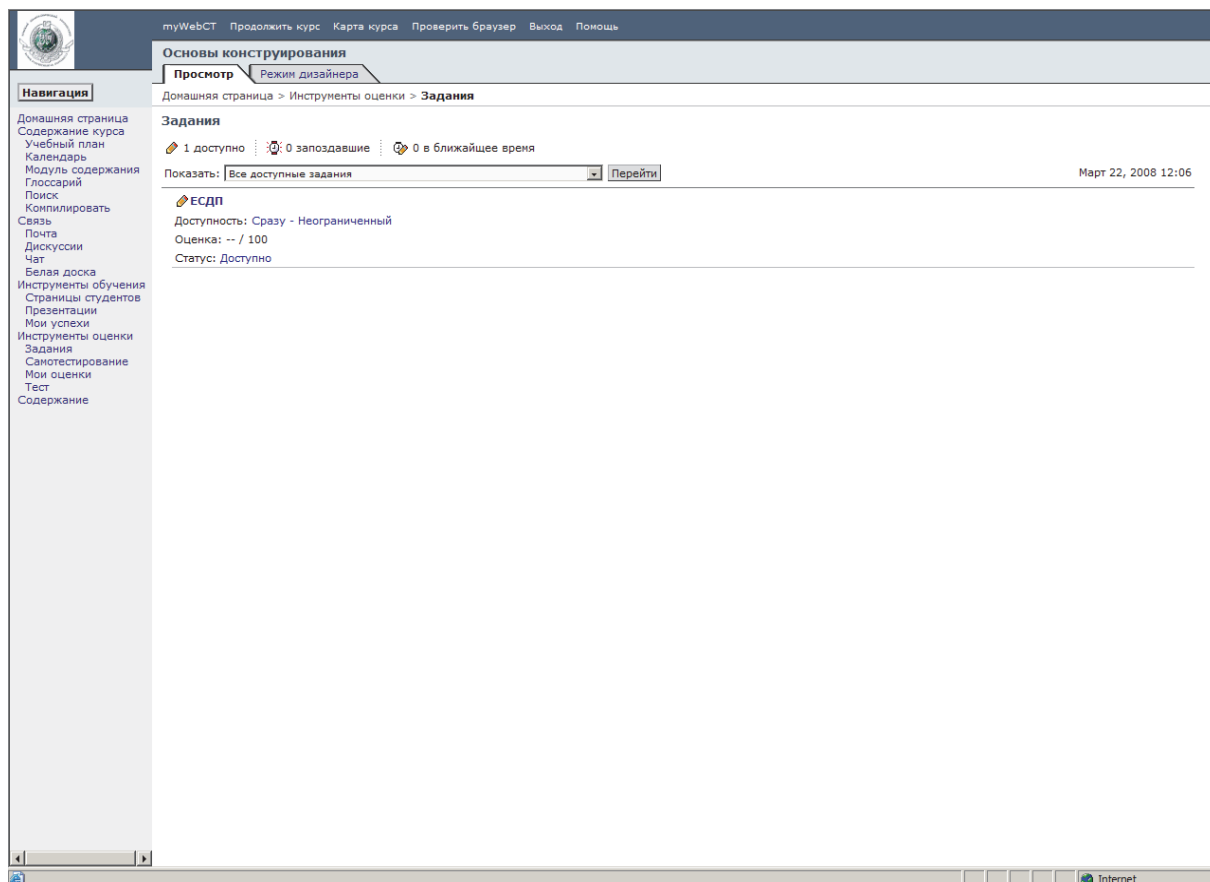 myWebCT Продолжить курс Карта курса Проверить браузер Выход Помощь
Основы конструирования
Просмотр Режим дизайнера
Домашняя страница > Инструменты оценки > Задания
Навигация
Домашняя страница
Содержание курса
Учебный план
Календарь
Модуль содержания
Глоссарий
Поиск
Компилировать
Связь
Почта
Дискуссии
Чат
Белая доска
Инструменты обучения
Страницы студентов
Презентации
Мои успехи
Инструменты оценки
Задания
Самотестирование
Мои оценки
Тест
Содержание
Задания
1 доступно 0 запоздавшие 0 в ближайшее время
Показать: Все доступные задания Перейти Март 22, 2008 12:06
ЕСДП
Доступность: Сразу - Неограниченный
Оценка: -- / 100
Статус: Доступно
Internet